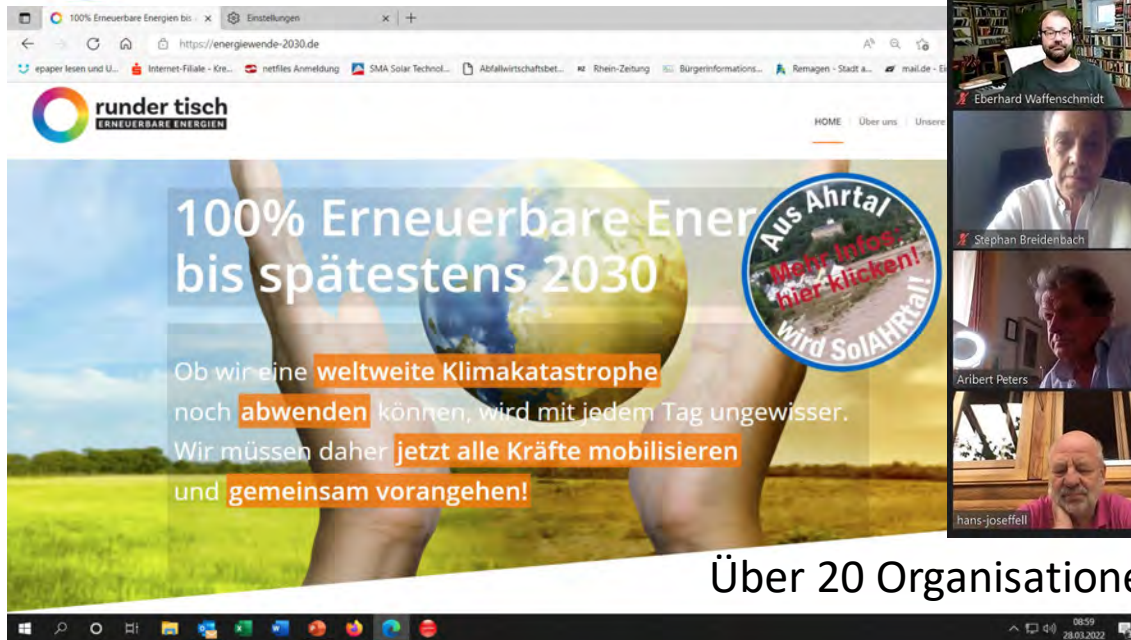 100% Erneuerbare Energien bis
Einstellungen
https://energiewende-2030.de
epaper lesen und U...
Internet-Filiale - Kre...
netfiles Anmeldung
SMA Solar Technol...
Abfallwirtschaftsbet...
Rhein-Zeitung
Bürgerinformations...
Remagen - Stadt a...
mail.de - Ei
runder tisch
ERNEUERBARE ENERGIEN
HOME
Über uns
Unsere
100% Erneuerbare Ener
bis spätestens 2030
Aus Ahrtal
Mehr Infos:
hier klicken!
wird SolAHRtal!
Ob wir eine weltweite Klimakatastrophe
noch abwenden können, wird mit jedem Tag ungewisser.
Wir müssen daher jetzt alle Kräfte mobilisieren
und gemeinsam vorangehen!
Eberhard Waffenschmidt
Stephan Breidenbach
Aribert Peters
hans-joseffell
Über 20 Organisatione
08:59
28.03.2022